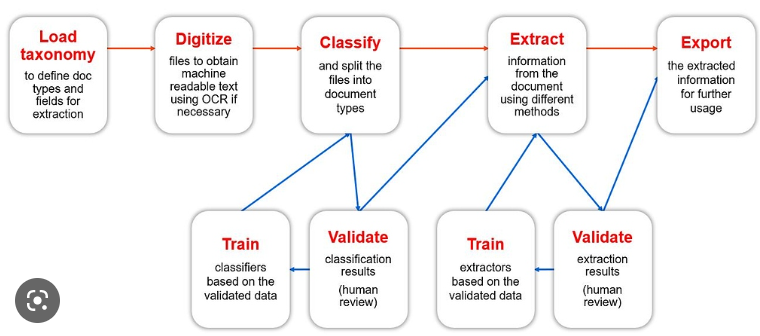 Load
taxonomy
to define doc
types and
fields for
extraction
Digitize
files to obtain
machine
readable text
using OCR if
necessary
Classify
and split the
files into
document
types
Extract
information
from the
document
using different
methods
Export
the extracted
information
for further
usage
Train
classifiers
based on the
validated data
Validate
classification
results
(human
review)
Train
extractors
based on the
validated data
Validate
extraction
results
(human
review)